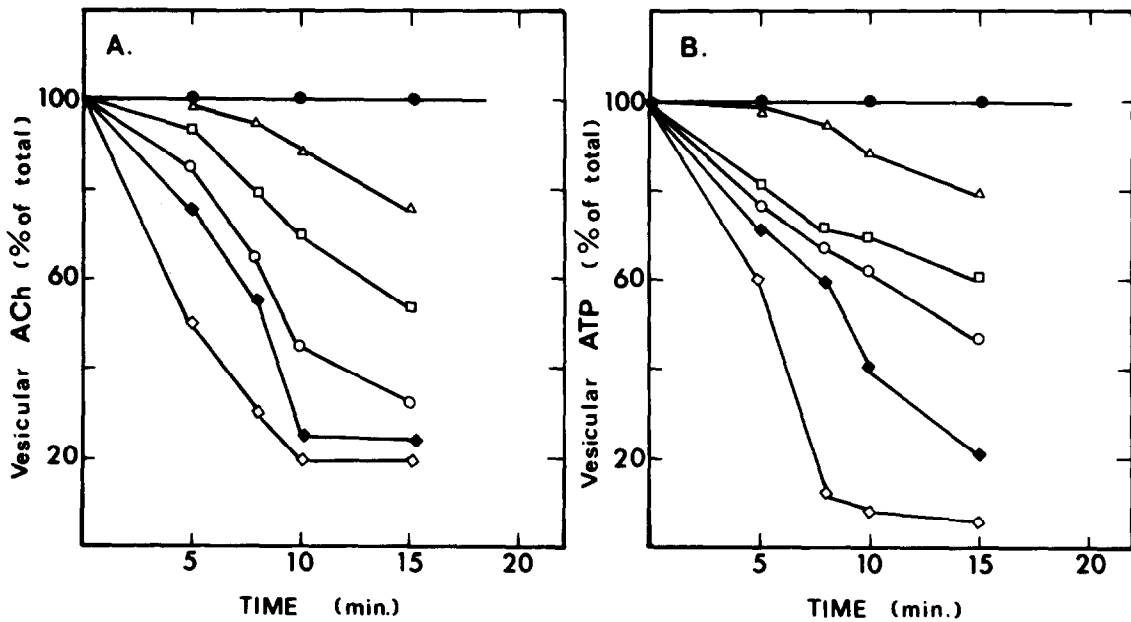 A.
Vesicular ACh (% of total)
100
60
20
5 10 15 20
TIME (min.)
B.
Vesicular ATP (% of total)
100
60
20
5 10 15 20
TIME (min.)